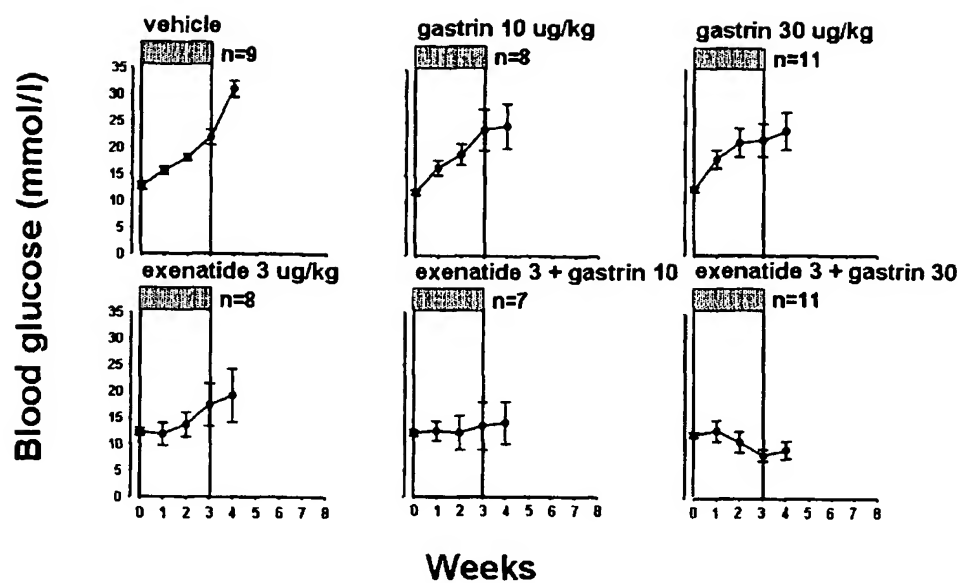 Blood glucose (mmol/l)
vehicle
n=9
35
30
25
20
15
10
5
0
gastrin 10 ug/kg
n=8
gastrin 30 ug/kg
n=11
exenatide 3 ug/kg
n=8
35
30
25
20
15
10
5
0
0 1 2 3 4 5 6 7 8
exenatide 3 + gastrin 10
n=7
0 1 2 3 4 5 6 7 8
exenatide 3 + gastrin 30
n=11
0 1 2 3 4 5 6 7 8
Weeks